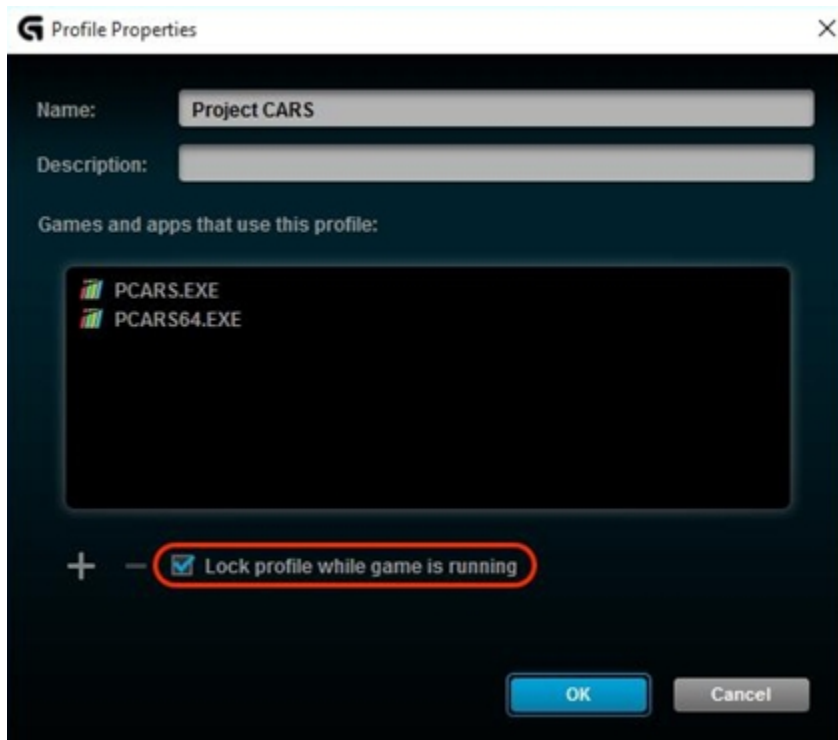 Profile Properties
Name: Project CARS
Description:
Games and apps that use this profile:
PCARS.EXE
PCARS64.EXE
Lock profile while game is running
OK Cancel